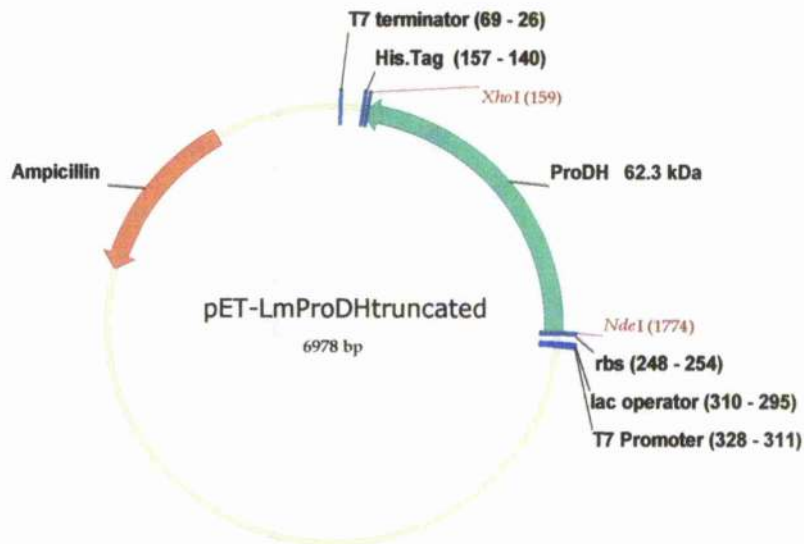 T7 terminator (69 - 26)
His.Tag (157 - 140)
XhoI (159)
Ampicillin
ProDH 62.3 kDa
pET-LmProDHtruncated
6978 bp
NdeI (1774)
rbs (248 - 254)
lac operator (310 - 295)
T7 Promoter (328 - 311)